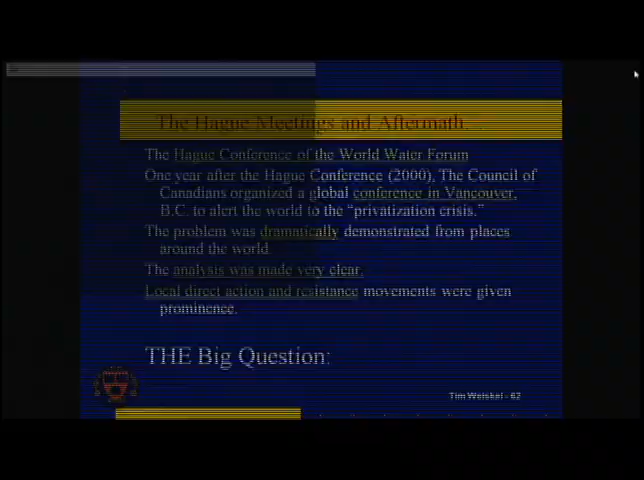 The Hague Meetings and Aftermath...
The Hague Conference of the World Water Forum
One year after the Hague Conference (2000), The Council of
Canadians organized a global conference in Vancouver,
B.C. to alert the world to the “privatization crisis.”
The problem was dramatically demonstrated from places
around the world.
The analysis was made very clear.
Local direct action and resistance movements were given
prominence.
THE Big Question:
Tim Weiskel - 62